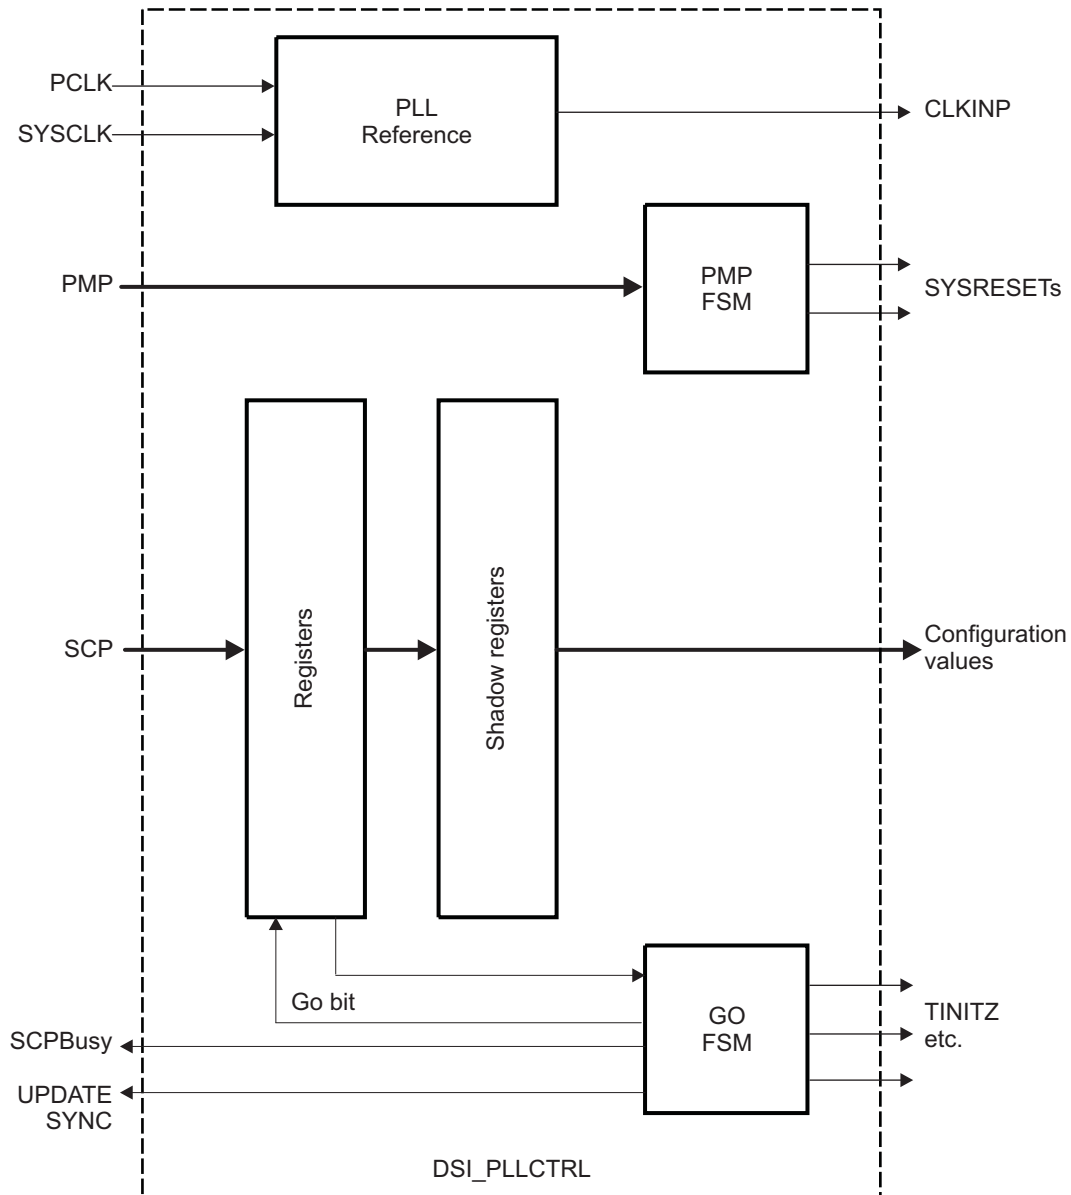 PCLK
PLL
Reference
CLKINP
SYSCLK
PMP
PMP
FSM
SYSRESETs
SCP
Registers
Shadow registers
Configuration
values
Go bit
GO
FSM
TINITZ
etc.
SCPBusy
UPDATE
SYNC
DSI_PLLCTRL